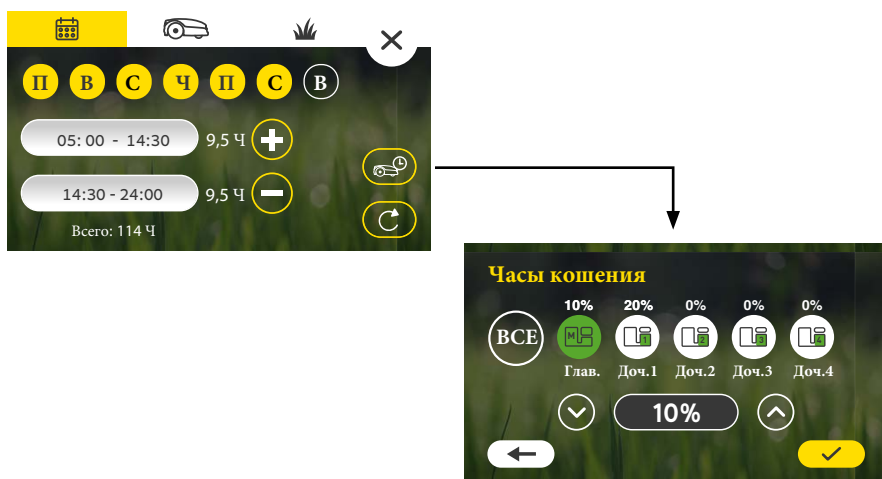 П В С Ч П С В
05:00 - 14:30 9,5 Ч
14:30 - 24:00 9,5 Ч
Всего: 114 Ч
Часы кошения
10% 20% 0% 0% 0%
ВСЕ M 1 2 3 4
Глав. Доч.1 Доч.2 Доч.3 Доч.4
10%